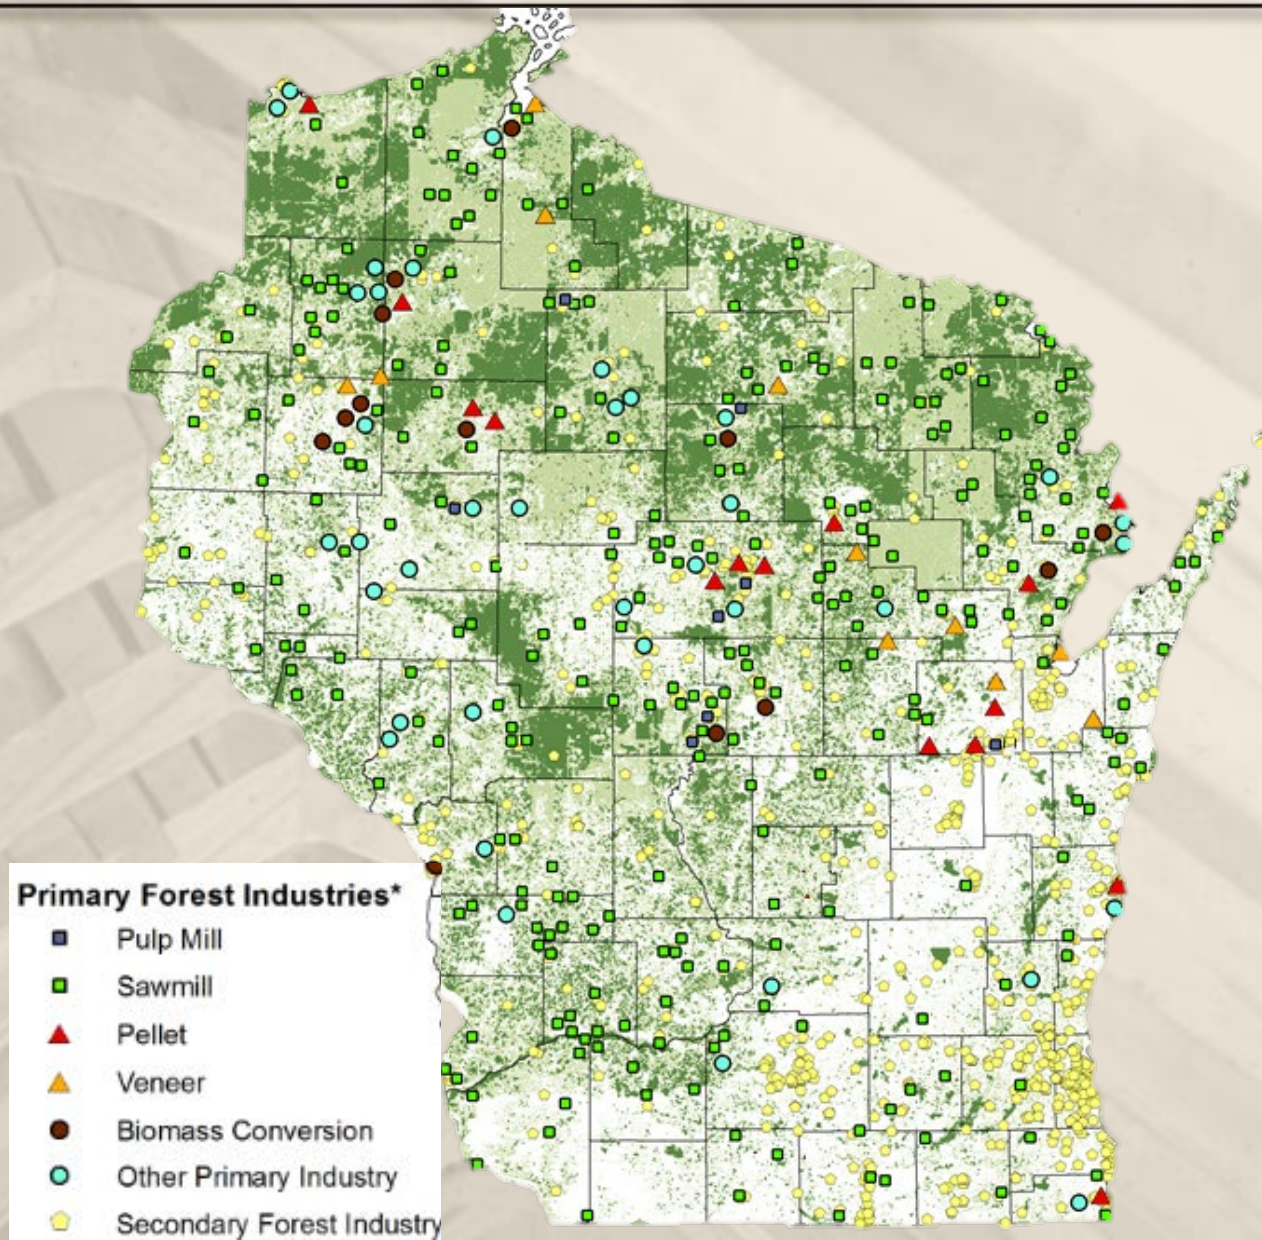 Primary Forest Industries*
Pulp Mill
Sawmill
Pellet
Veneer
Biomass Conversion
Other Primary Industry
Secondary Forest Industry